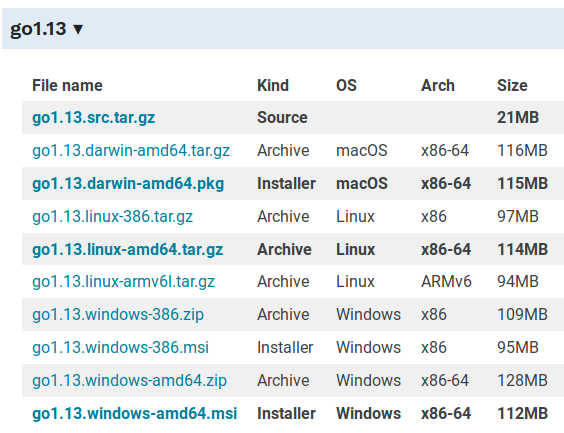 go1.13 ▼
File name Kind OS Arch Size
go1.13.src.tar.gz Source 21MB
go1.13.darwin-amd64.tar.gz Archive macOS x86-64 116MB
go1.13.darwin-amd64.pkg Installer macOS x86-64 115MB
go1.13.linux-386.tar.gz Archive Linux x86 97MB
go1.13.linux-amd64.tar.gz Archive Linux x86-64 114MB
go1.13.linux-armv6l.tar.gz Archive Linux ARMv6 94MB
go1.13.windows-386.zip Archive Windows x86 109MB
go1.13.windows-386.msi Installer Windows x86 95MB
go1.13.windows-amd64.zip Archive Windows x86-64 128MB
go1.13.windows-amd64.msi Installer Windows x86-64 112MB